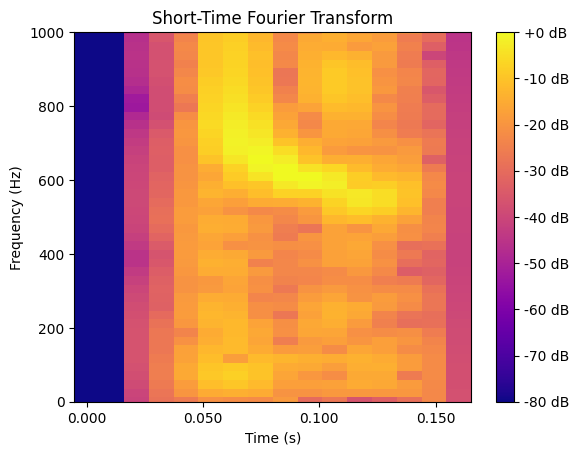 Short-Time Fourier Transform
1000
800
600
400
200
0
Frequency (Hz)
0.000
0.050
0.100
0.150
Time (s)
+0 dB
-10 dB
-20 dB
-30 dB
-40 dB
-50 dB
-60 dB
-70 dB
-80 dB